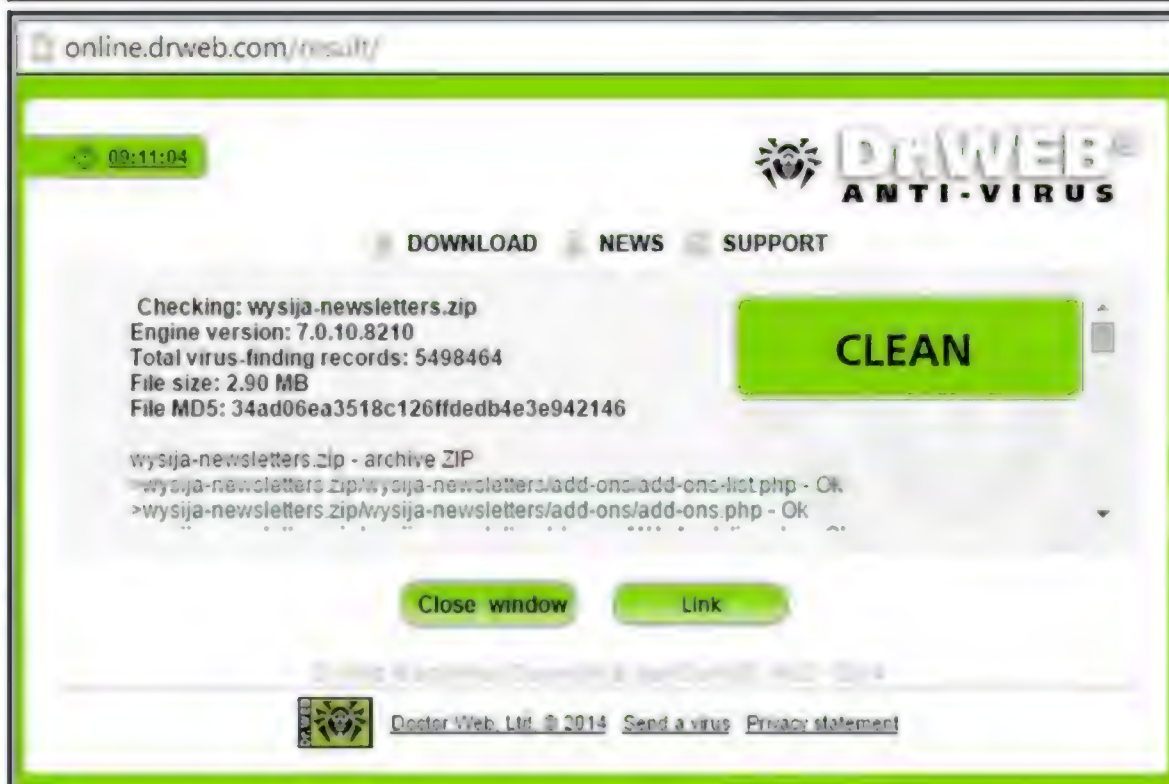 online.drweb.com/result/
09:11:04
DrWEB®
ANTI-VIRUS
DOWNLOAD NEWS SUPPORT
Checking: wysija-newsletters.zip
Engine version: 7.0.10.8210
Total virus-finding records: 5498464
File size: 2.90 MB
File MD5: 34ad06ea3518c126ffdedb4e3e942146
CLEAN
wysija-newsletters.zip - archive ZIP
>wysija-newsletters.zip/wysija-newsletters/add-ons/add-ons-list.php - Ok
>wysija-newsletters.zip/wysija-newsletters/add-ons/add-ons.php - Ok
Close window Link
Doctor Web, Ltd. © 2014 Send a virus Privacy statement